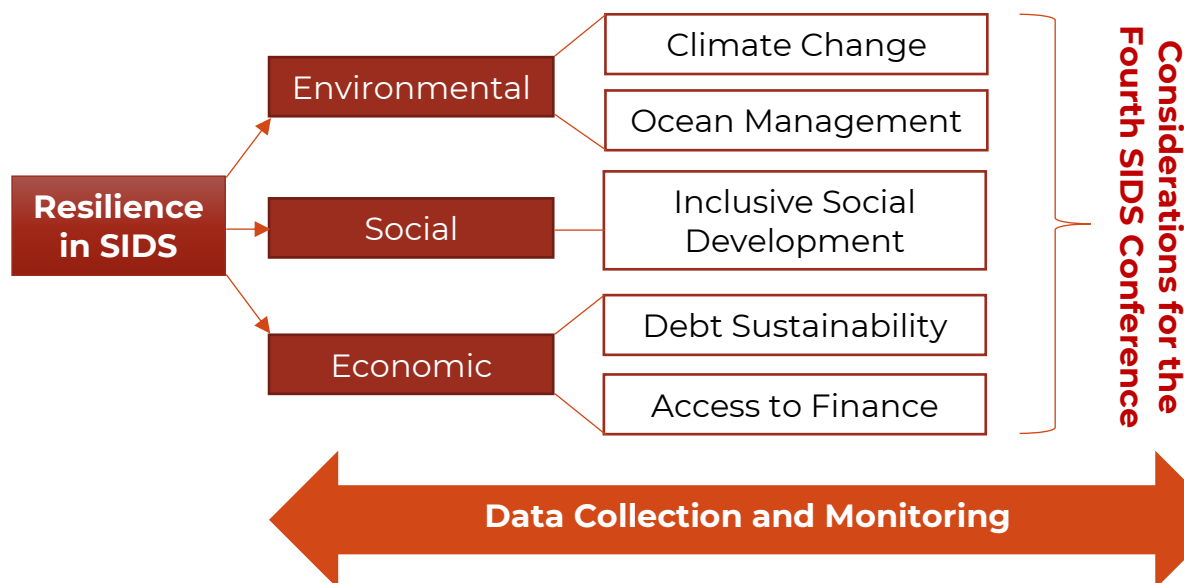 Resilience
in SIDS
Environmental
Social
Economic
Climate Change
Ocean Management
Inclusive Social
Development
Debt Sustainability
Access to Finance
Considerations for the
Fourth SIDS Conference
Data Collection and Monitoring